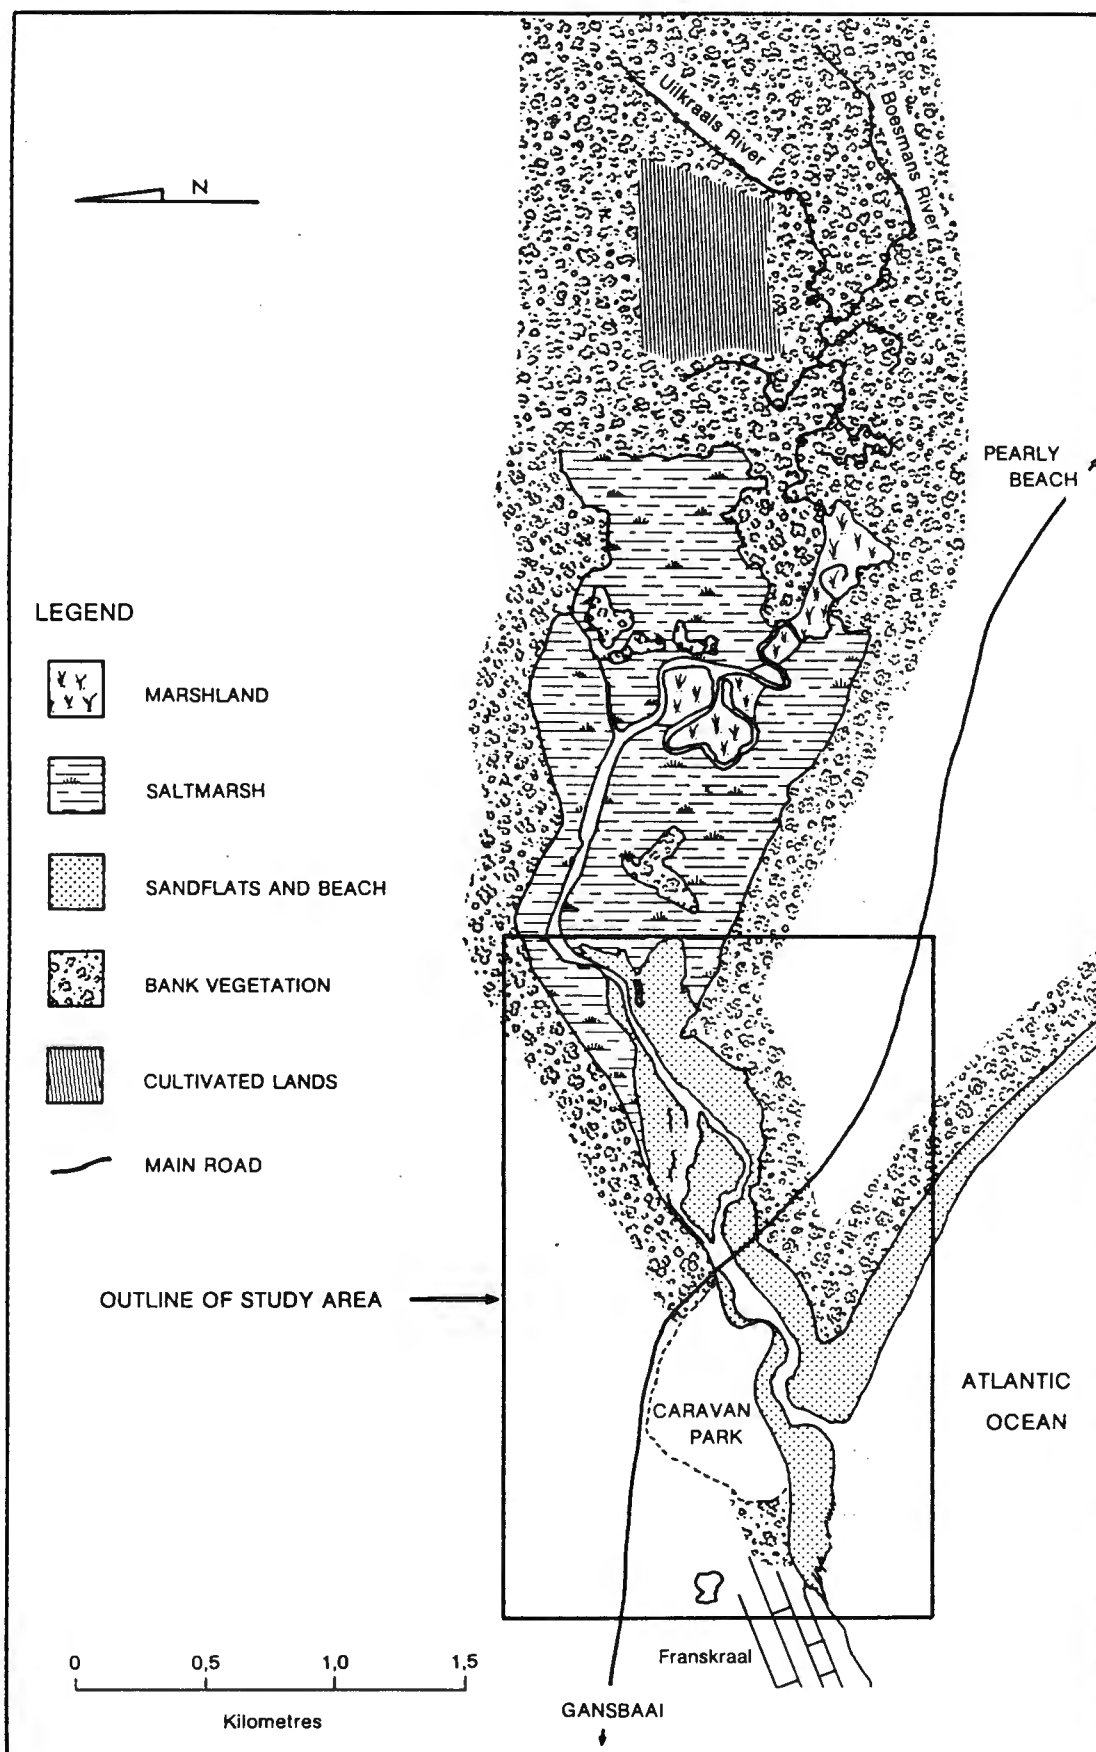 Uilkraals River
Boesmans River
N
PEARLY
BEACH
LEGEND
MARSHLAND
SALTMARSH
SANDFLATS AND BEACH
BANK VEGETATION
CULTIVATED LANDS
MAIN ROAD
OUTLINE OF STUDY AREA
ATLANTIC
OCEAN
CARAVAN
PARK
Franskraal
0 0,5 1,0 1,5
Kilometres
GANSBAAI